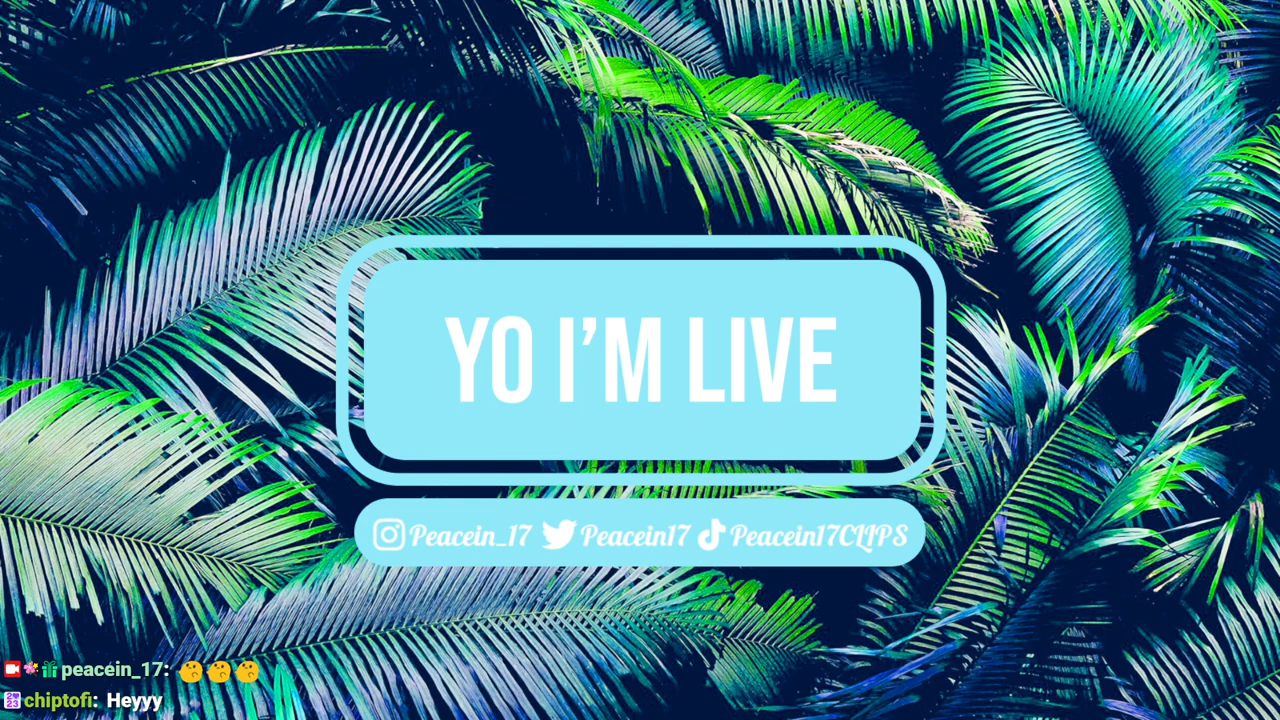 YO I’M LIVE
Peacein_17 Peacein17 Peacein17CLIPS
peacein_17: 🤔🤔🤔
chiptofi: Heyyy